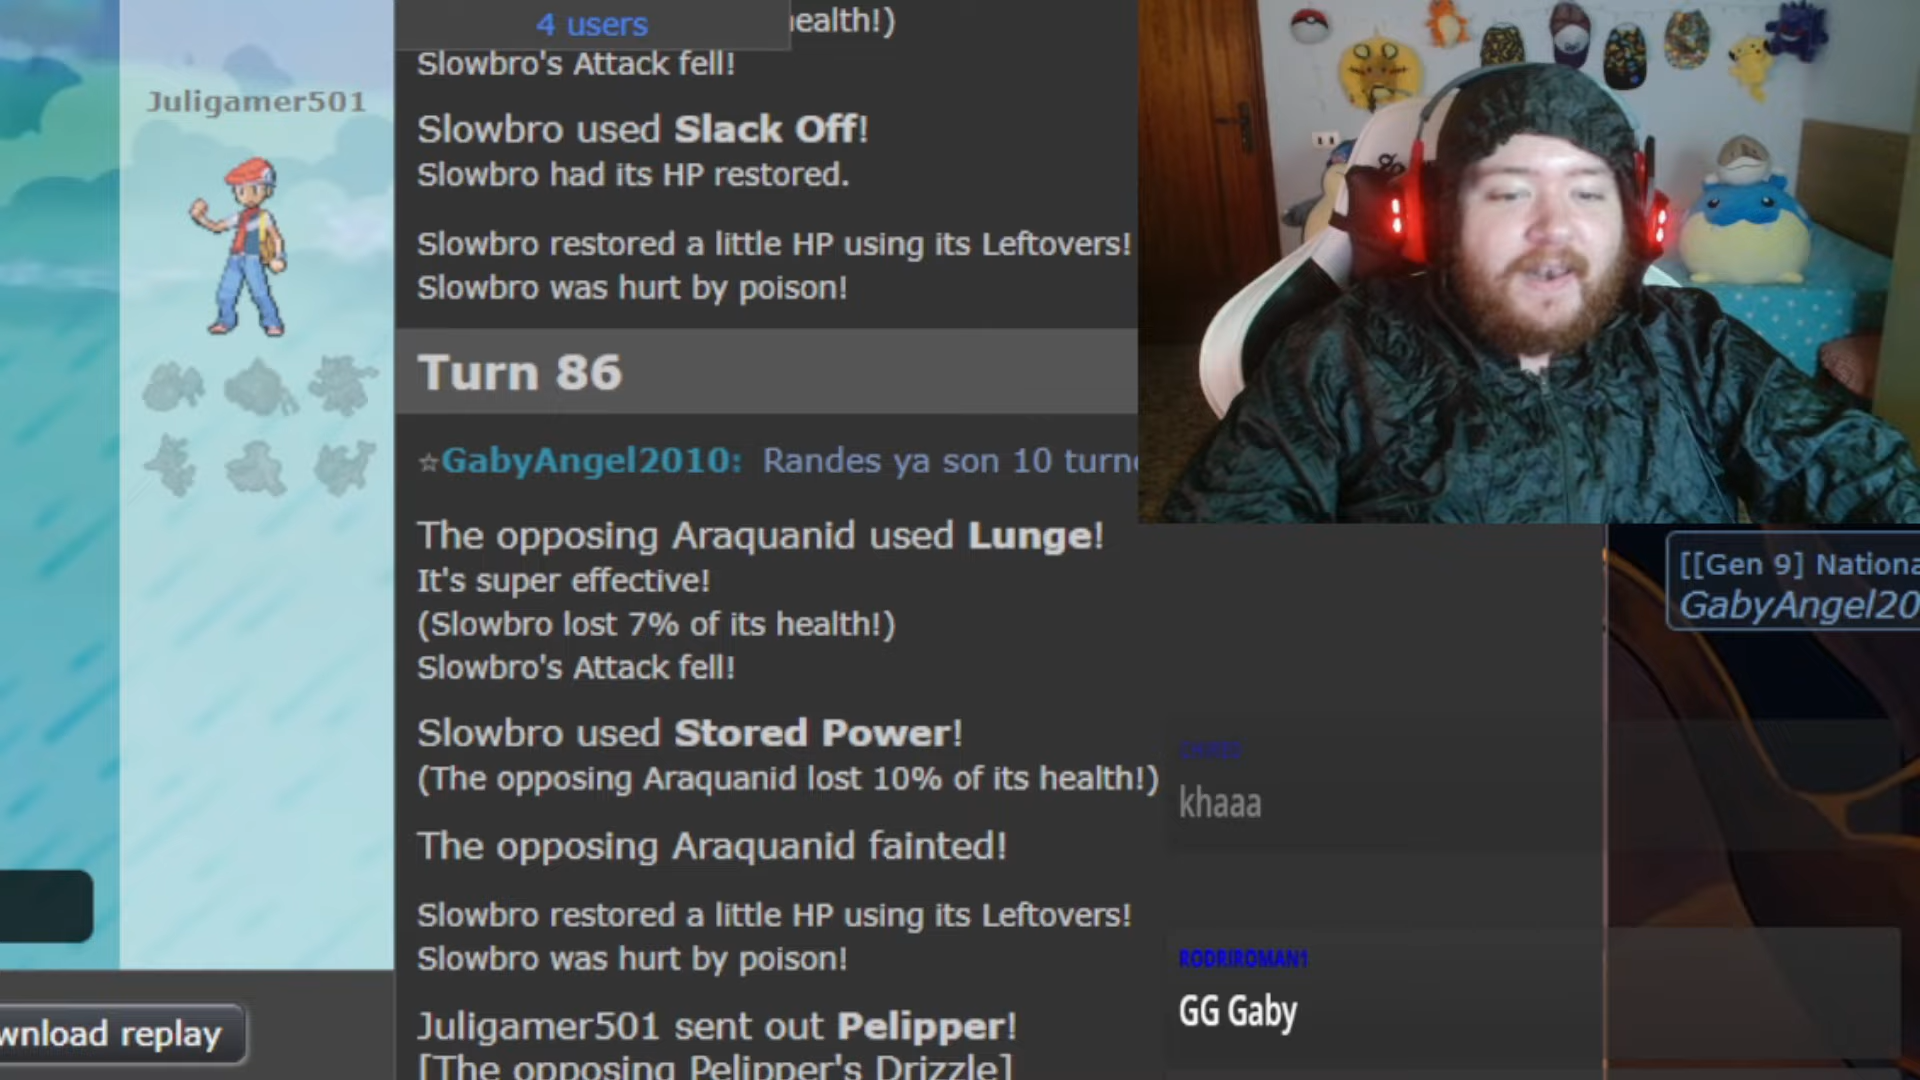 4 users
ealth!)
Slowbro's Attack fell!
Juligamer501
Slowbro used Slack Off!
Slowbro had its HP restored.
Slowbro restored a little HP using its Leftovers!
Slowbro was hurt by poison!
Turn 86
☆GabyAngel2010: Randes ya son 10 turno
The opposing Araquanid used Lunge!
It's super effective!
(Slowbro lost 7% of its health!)
Slowbro's Attack fell!
[[Gen 9] Nationa
GabyAngel20
Slowbro used Stored Power!
(The opposing Araquanid lost 10% of its health!)
khaaa
The opposing Araquanid fainted!
Slowbro restored a little HP using its Leftovers!
Slowbro was hurt by poison!
RODRIROMAN1
GG Gaby
wnload replay
Juligamer501 sent out Pelipper!
[The opposing Pelipper's Drizzle]